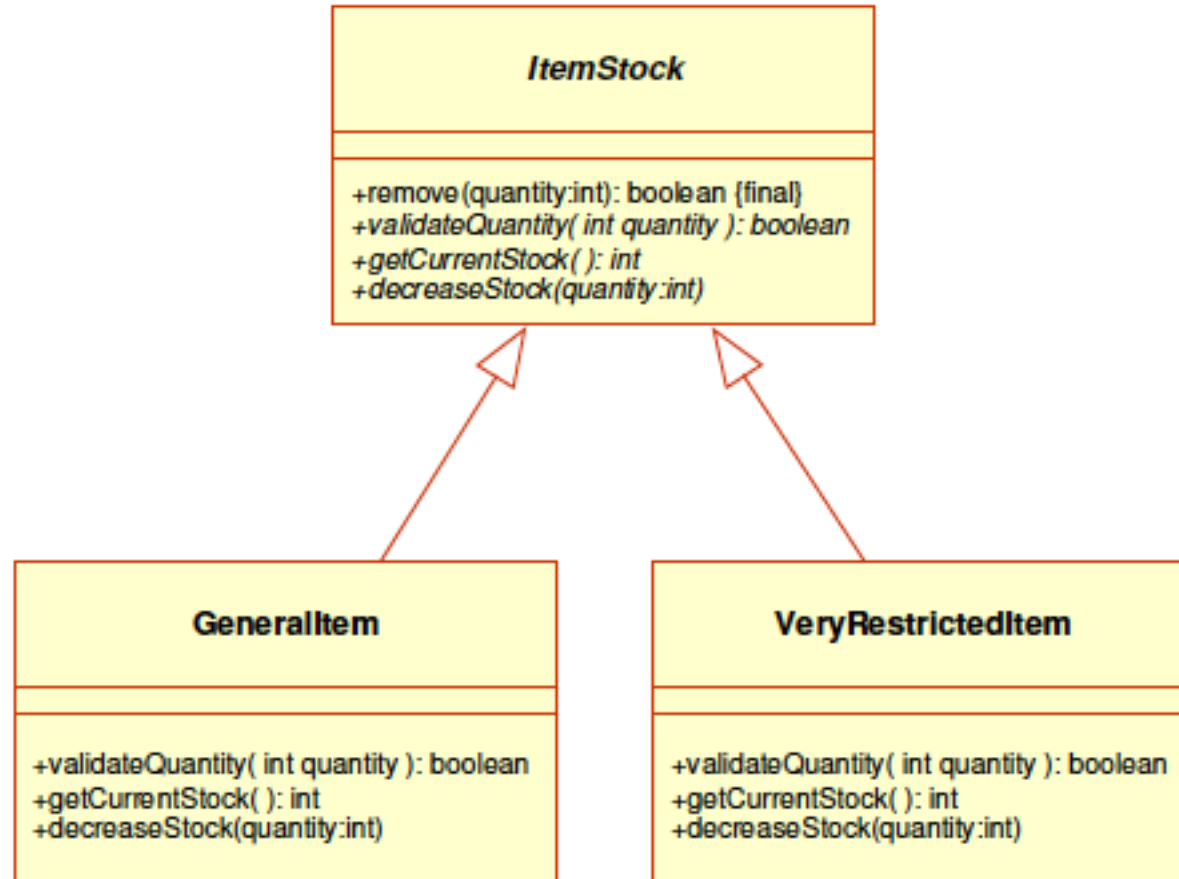 ItemStock
+remove(quantity:int): boolean {final}
+validateQuantity( int quantity ): boolean
+getCurrentStock( ): int
+decreaseStock(quantity:int)
GeneralItem
+validateQuantity( int quantity ): boolean
+getCurrentStock( ): int
+decreaseStock(quantity:int)
VeryRestrictedItem
+validateQuantity( int quantity ): boolean
+getCurrentStock( ): int
+decreaseStock(quantity:int)